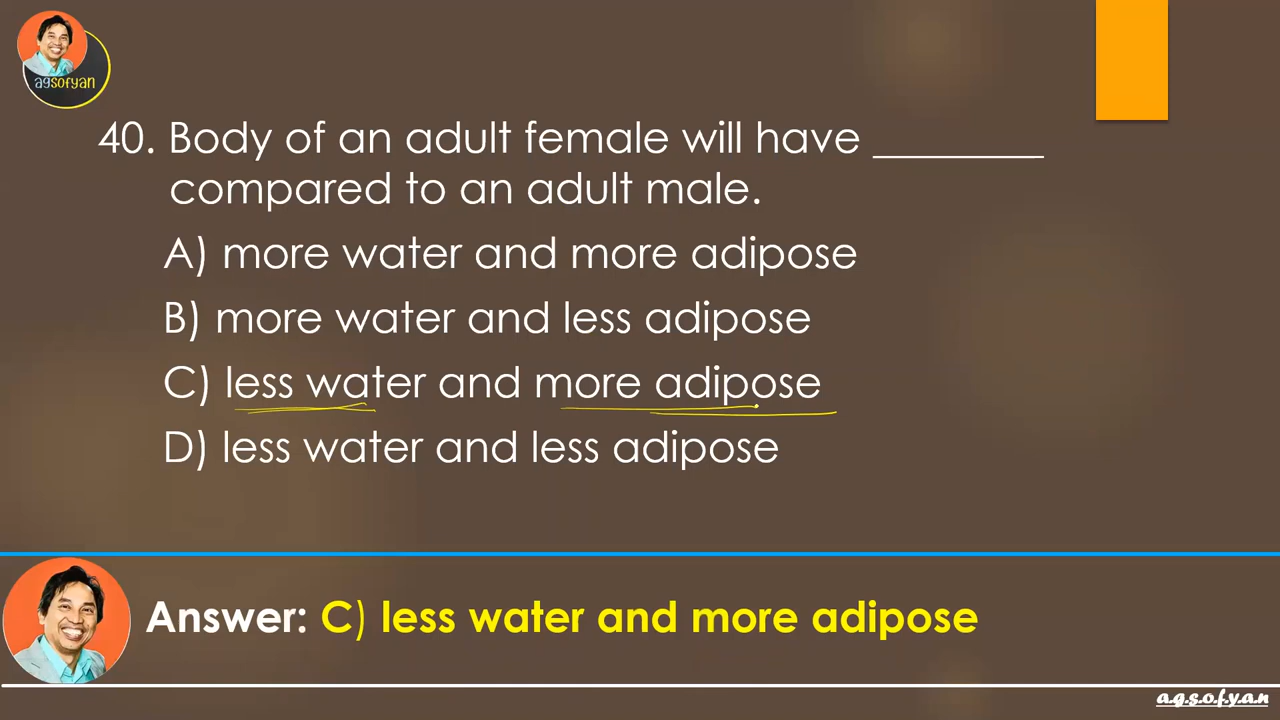 agsofyan
40. Body of an adult female will have ________
compared to an adult male.
A) more water and more adipose
B) more water and less adipose
C) less water and more adipose
D) less water and less adipose
Answer: C) less water and more adipose
a.g.s.o.f.y.a.n